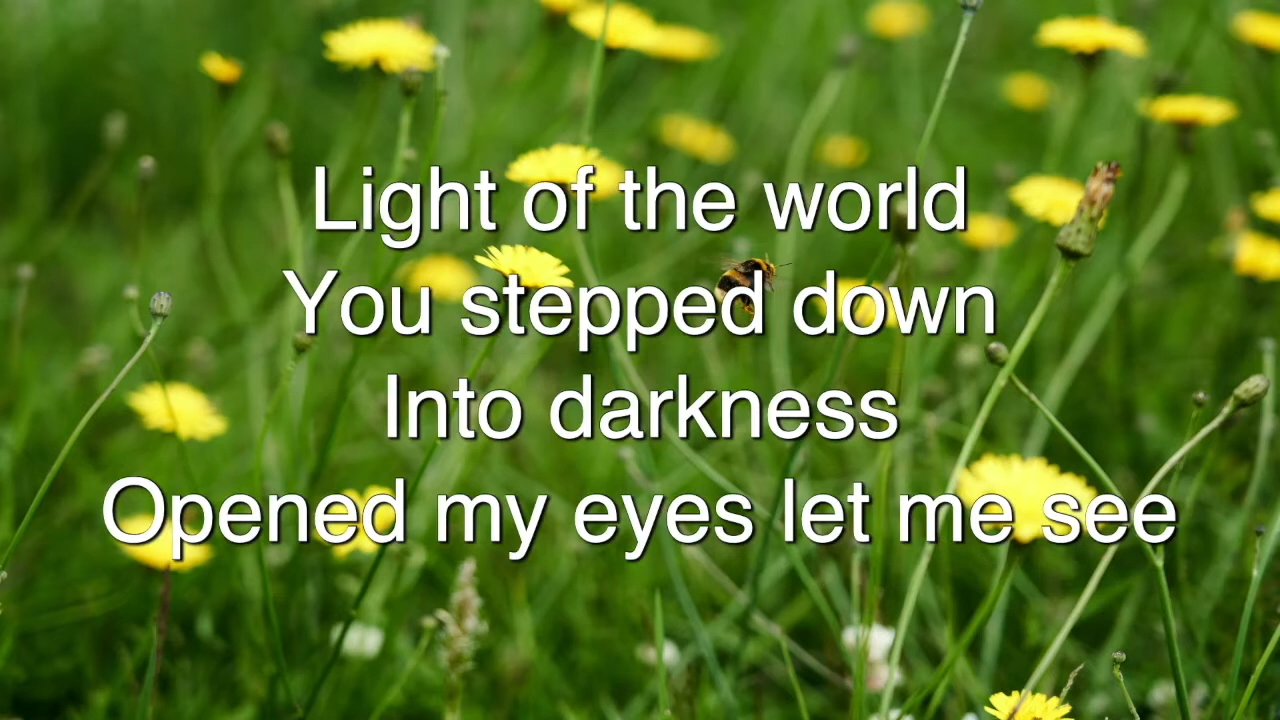 Light of the world
You stepped down
Into darkness
Opened my eyes let me see